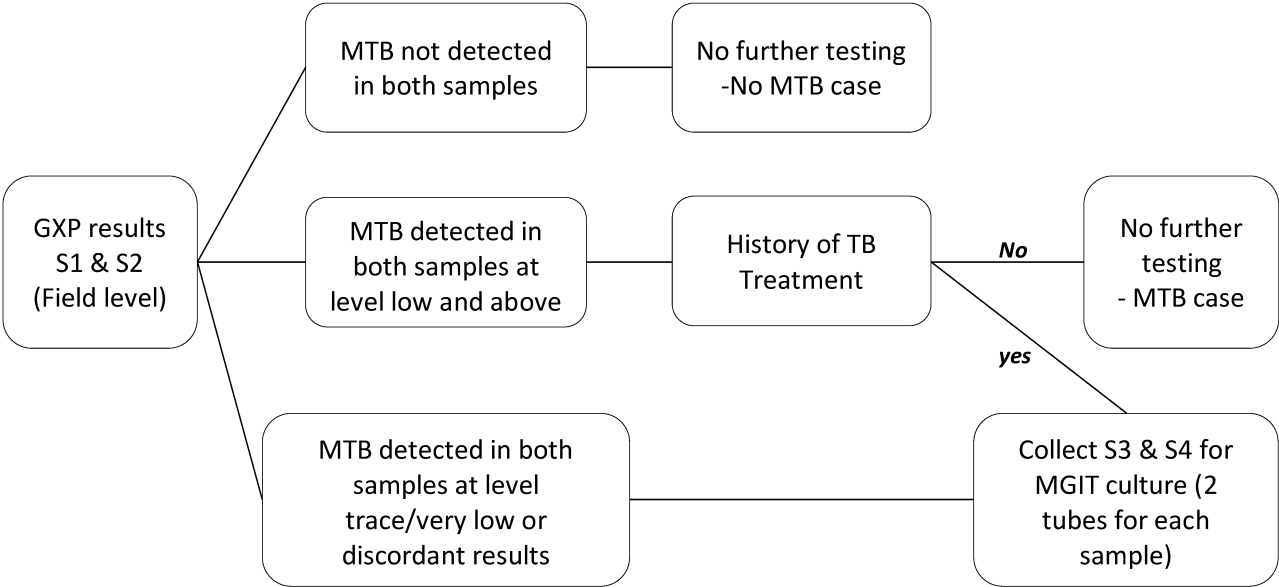 MTB not detected
in both samples
No further testing
-No MTB case
GXP results
S1 & S2
(Field level)
MTB detected in
both samples at
level low and above
History of TB
Treatment
No
No further
testing
- MTB case
yes
MTB detected in both
samples at level
trace/very low or
discordant results
Collect S3 & S4 for
MGIT culture (2
tubes for each
sample)